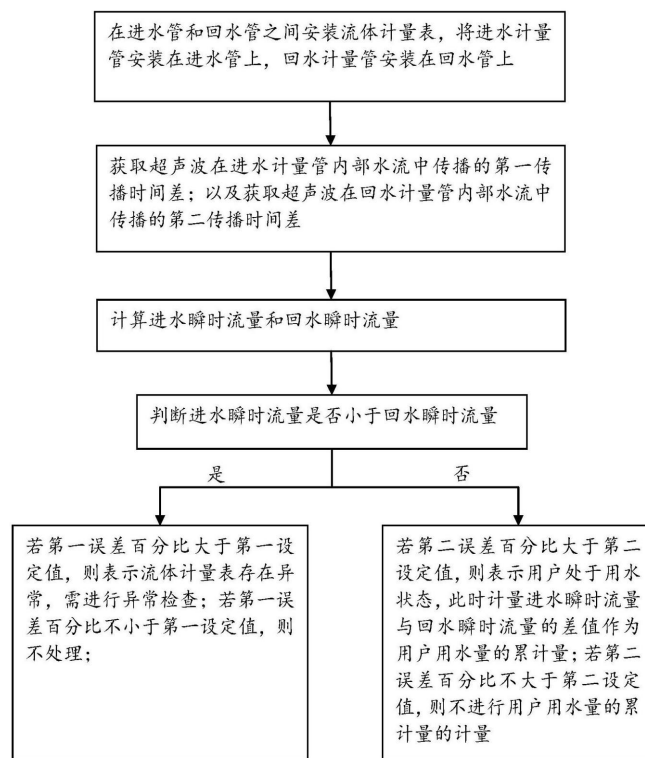 在进水管和回水管之间安装流体计量表，将进水计量
管安装在进水管上，回水计量管安装在回水管上
获取超声波在进水计量管内部水流中传播的第一传
播时间差；以及获取超声波在回水计量管内部水流中
传播的第二传播时间差
计算进水瞬时流量和回水瞬时流量
判断进水瞬时流量是否小于回水瞬时流量
是
否
若第一误差百分比大于第一设
定值，则表示流体计量表存在异
常，需进行异常检查；若第一误
差百分比不小于第一设定值，则
不处理；
若第二误差百分比大于第二
设定值，则表示用户处于用水
状态，此时计量进水瞬时流量
与回水瞬时流量的差值作为
用户用水量的累计量；若第二
误差百分比不大于第二设定
值，则不进行用户用水量的累
计量的计量